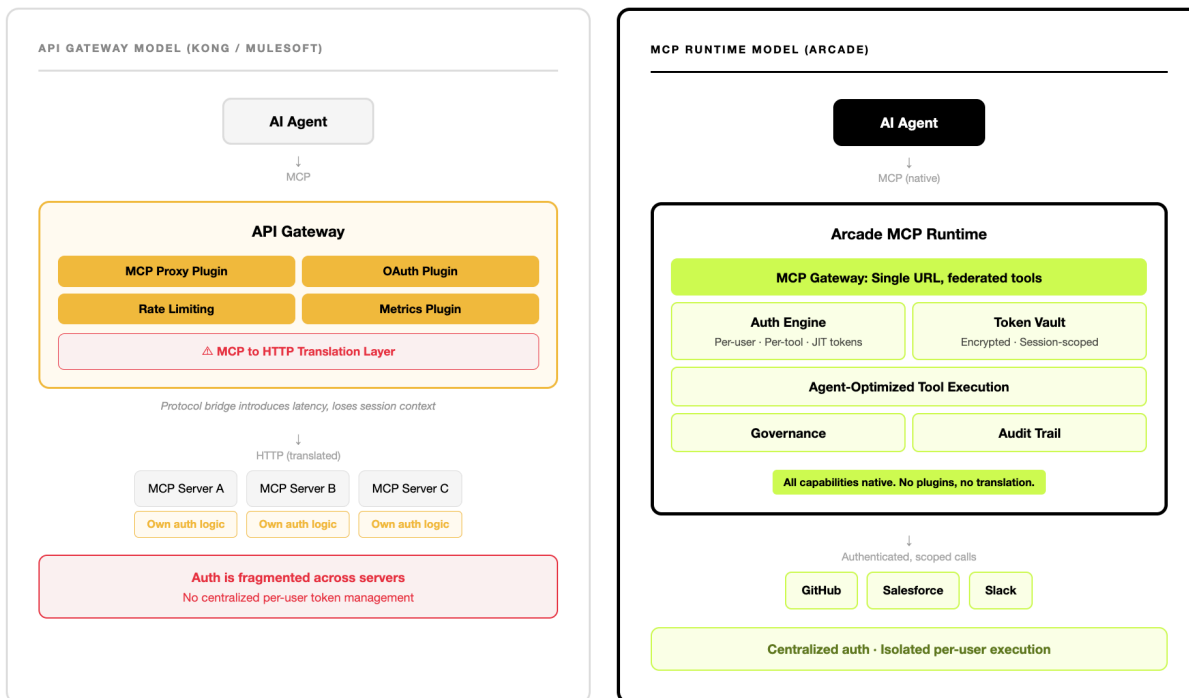 API GATEWAY MODEL (KONG / MULESOFT)
AI Agent
↓
MCP
API Gateway
MCP Proxy Plugin
OAuth Plugin
Rate Limiting
Metrics Plugin
⚠ MCP to HTTP Translation Layer
Protocol bridge introduces latency, loses session context
↓
HTTP (translated)
MCP Server A
MCP Server B
MCP Server C
Own auth logic
Own auth logic
Own auth logic
Auth is fragmented across servers
No centralized per-user token management
MCP RUNTIME MODEL (ARCADE)
AI Agent
↓
MCP (native)
Arcade MCP Runtime
MCP Gateway: Single URL, federated tools
Auth Engine
Per-user · Per-tool · JIT tokens
Token Vault
Encrypted · Session-scoped
Agent-Optimized Tool Execution
Governance
Audit Trail
All capabilities native. No plugins, no translation.
↓
Authenticated, scoped calls
GitHub
Salesforce
Slack
Centralized auth · Isolated per-user execution